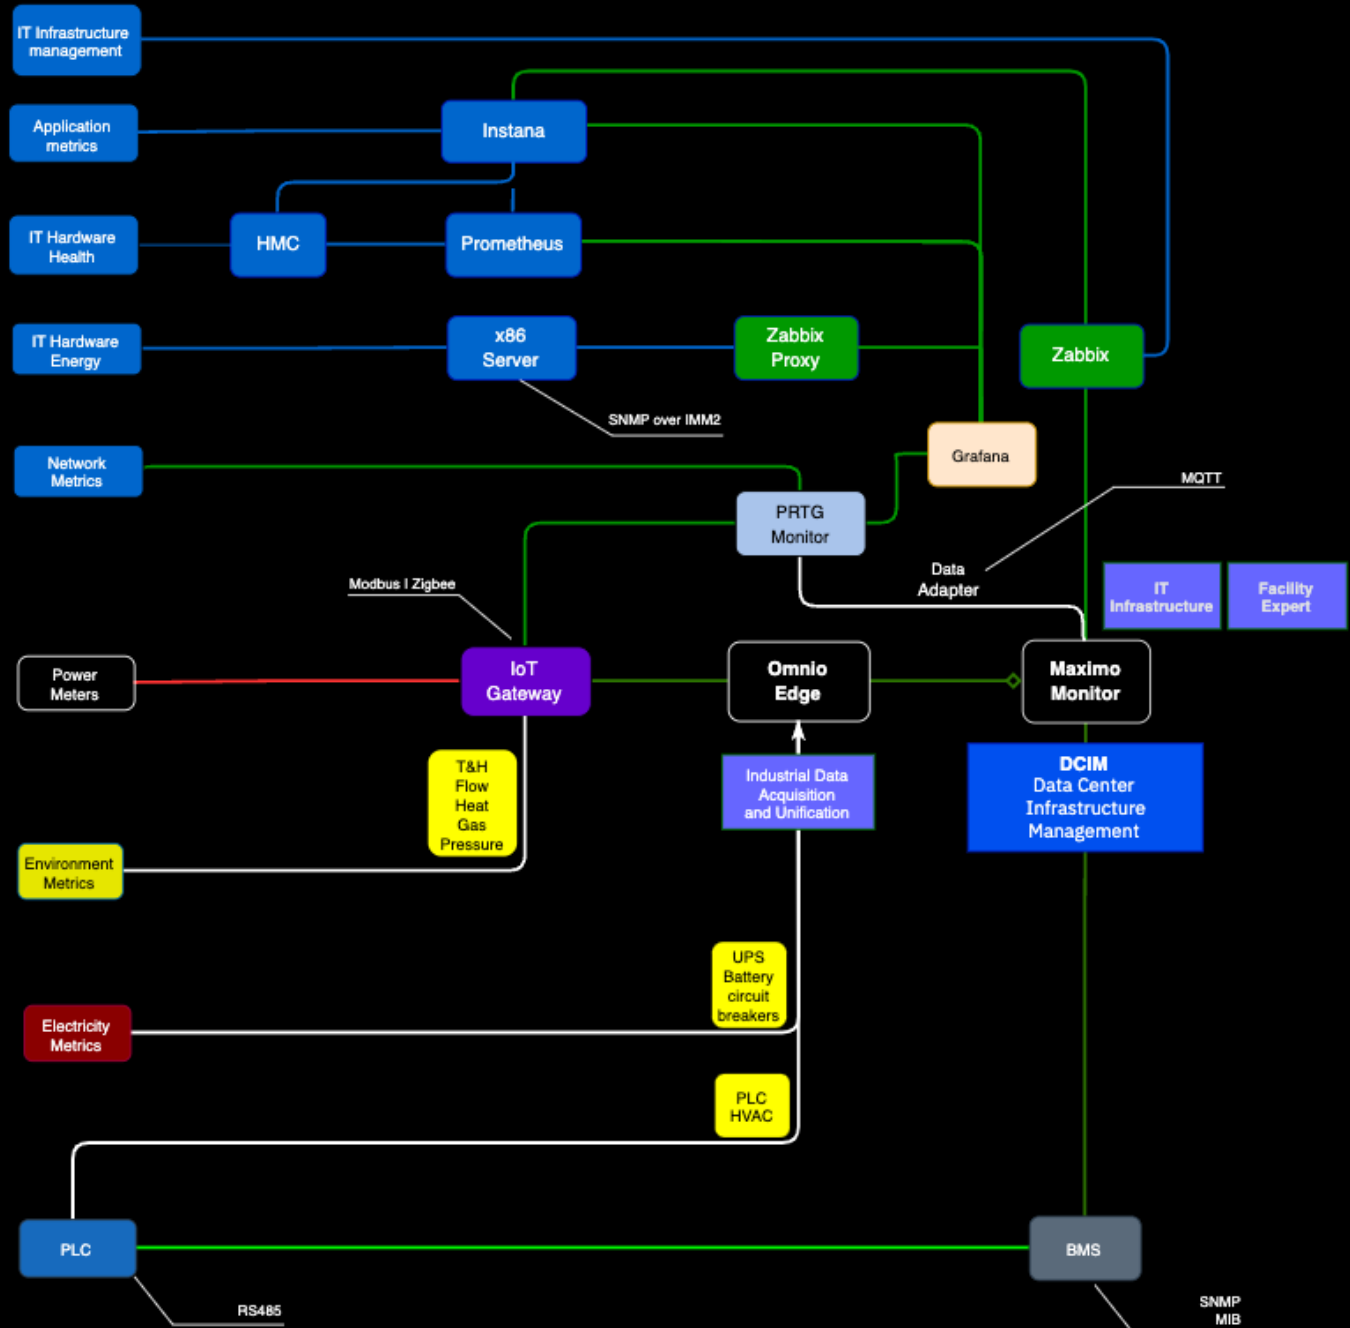 IT Infrastructure
management
Application
metrics
Instana
IT Hardware
Health
HMC
Prometheus
IT Hardware
Energy
x86
Server
Zabbix
Proxy
Zabbix
SNMP over IMM2
Network
Metrics
Grafana
MQTT
PRTG
Monitor
Data
Adapter
IT
Infrastructure
Facility
Expert
Modbus I Zigbee
Power
Meters
IoT
Gateway
Omnio
Edge
Maximo
Monitor
T&H
Flow
Heat
Gas
Pressure
Industrial Data
Acquisition
and Unification
DCIM
Data Center
Infrastructure
Management
Environment
Metrics
UPS
Battery
circuit
breakers
Electricity
Metrics
PLC
HVAC
PLC
BMS
RS485
SNMP
MIB